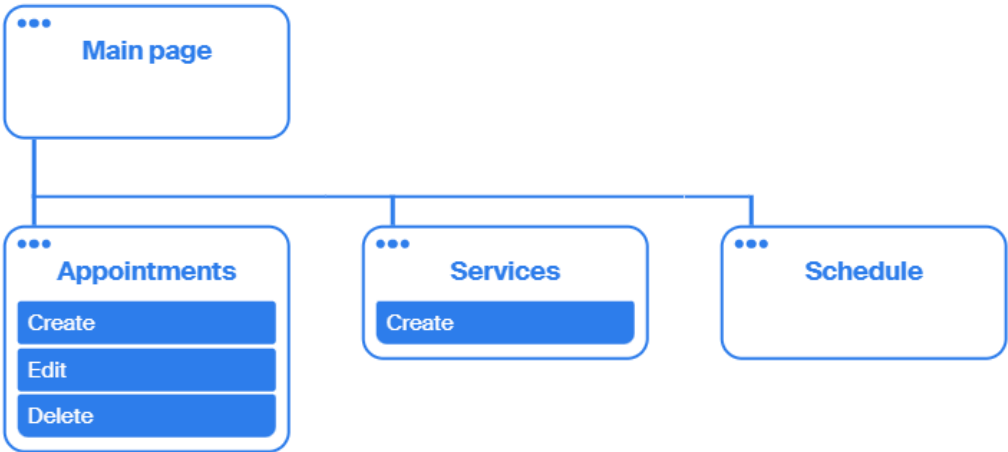 Main page
Appointments
Create
Edit
Delete
Services
Create
Schedule